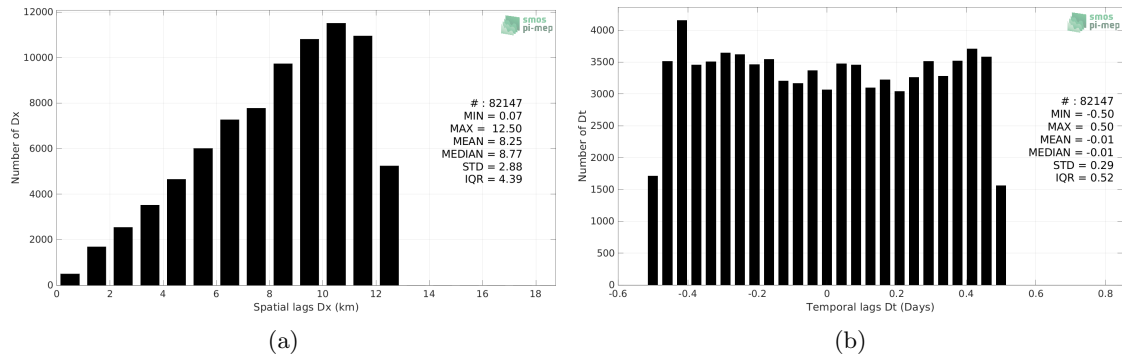 12000
10000
8000
6000
4000
2000
0
Number of Dx
0 2 4 6 8 10 12 14 16 18
Spatial lags Dx (km)
smos
pi-mep
# : 82147
MIN = 0.07
MAX = 12.50
MEAN = 8.25
MEDIAN = 8.77
STD = 2.88
IQR = 4.39
(a)
4000
3500
3000
2500
2000
1500
1000
500
0
Number of Dt
-0.6 -0.4 -0.2 0 0.2 0.4 0.6 0.8
Temporal lags Dt (Days)
smos
pi-mep
# : 82147
MIN = -0.50
MAX = 0.50
MEAN = -0.01
MEDIAN = -0.01
STD = 0.29
IQR = 0.52
(b)